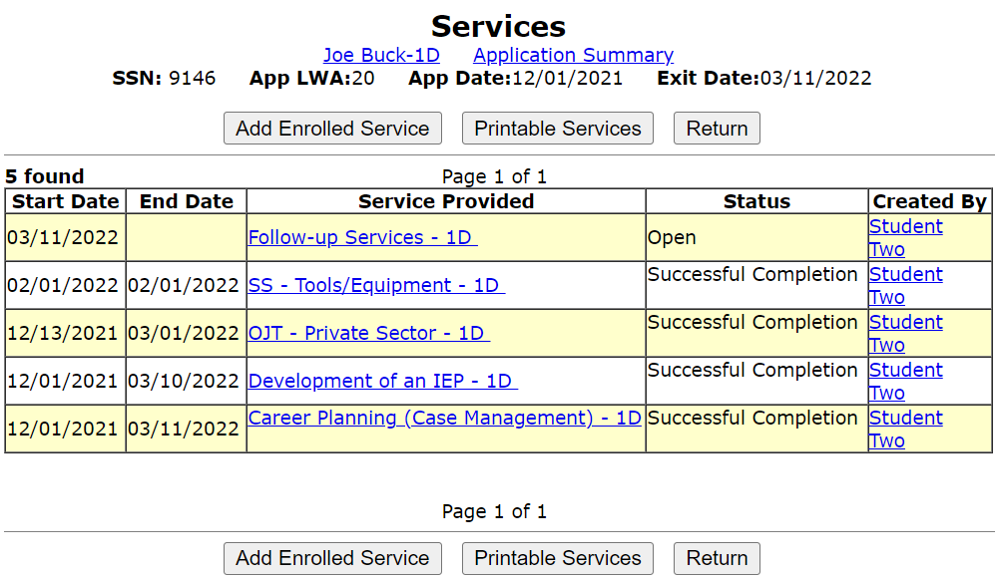 Services
Joe Buck-1D Application Summary
SSN: 9146 App LWA:20 App Date:12/01/2021 Exit Date:03/11/2022
Add Enrolled Service Printable Services Return
5 found Page 1 of 1
Start Date End Date Service Provided Status Created By
03/11/2022 Follow-up Services - 1D Open Student Two
02/01/2022 02/01/2022 SS - Tools/Equipment - 1D Successful Completion Student Two
12/13/2021 03/01/2022 OJT - Private Sector - 1D Successful Completion Student Two
12/01/2021 03/10/2022 Development of an IEP - 1D Successful Completion Student Two
12/01/2021 03/11/2022 Career Planning (Case Management) - 1D Successful Completion Student Two
Page 1 of 1
Add Enrolled Service Printable Services Return